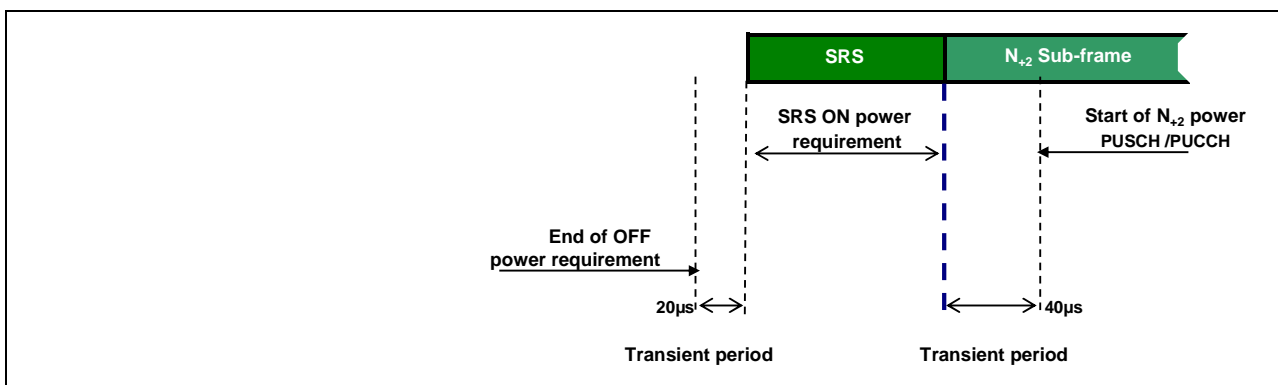 SRS
N+2 Sub-frame
SRS ON power
requirement
Start of N+2 power
PUSCH /PUCCH
End of OFF
power requirement
20µs
40µs
Transient period
Transient period